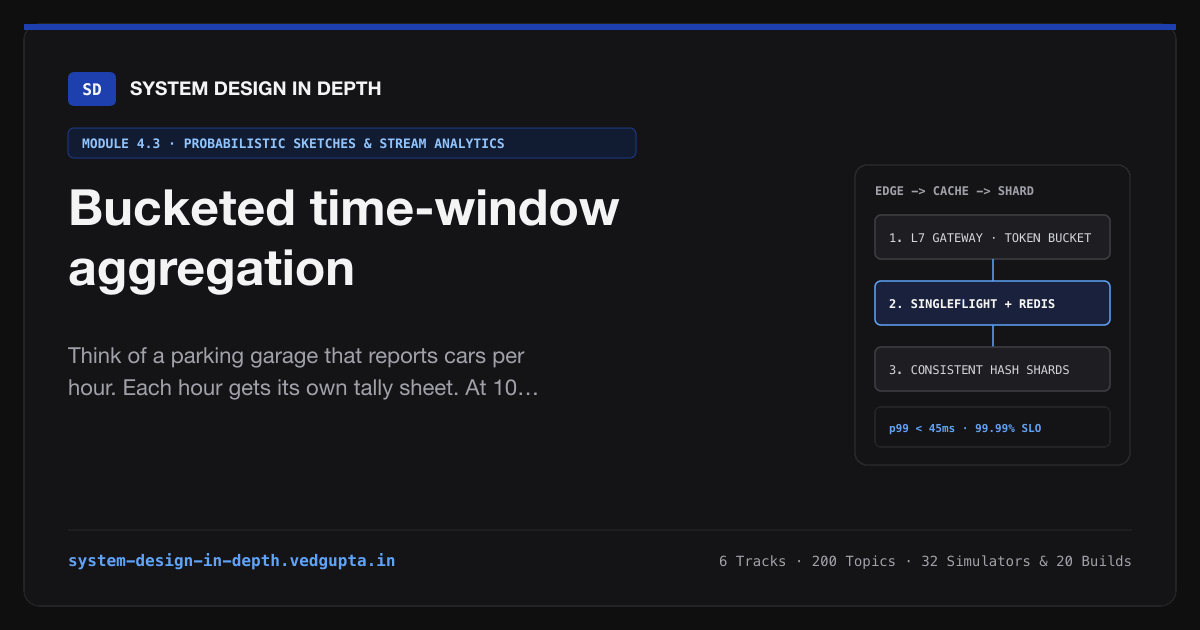 SD
SYSTEM DESIGN IN DEPTH
MODULE 4.3 · PROBABILISTIC SKETCHES & STREAM ANALYTICS
Bucketed time-window
aggregation
Think of a parking garage that reports cars per
hour. Each hour gets its own tally sheet. At 10…
EDGE —> CACHE —> SHARD
1. L7 GATEWAY · TOKEN BUCKET
2. SINGLEFLIGHT + REDIS
3. CONSISTENT HASH SHARDS
p99 < 45ms · 99.99% SLO
system-design-in-depth.vedgupta.in
6 Tracks · 200 Topics · 32 Simulators & 20 Builds